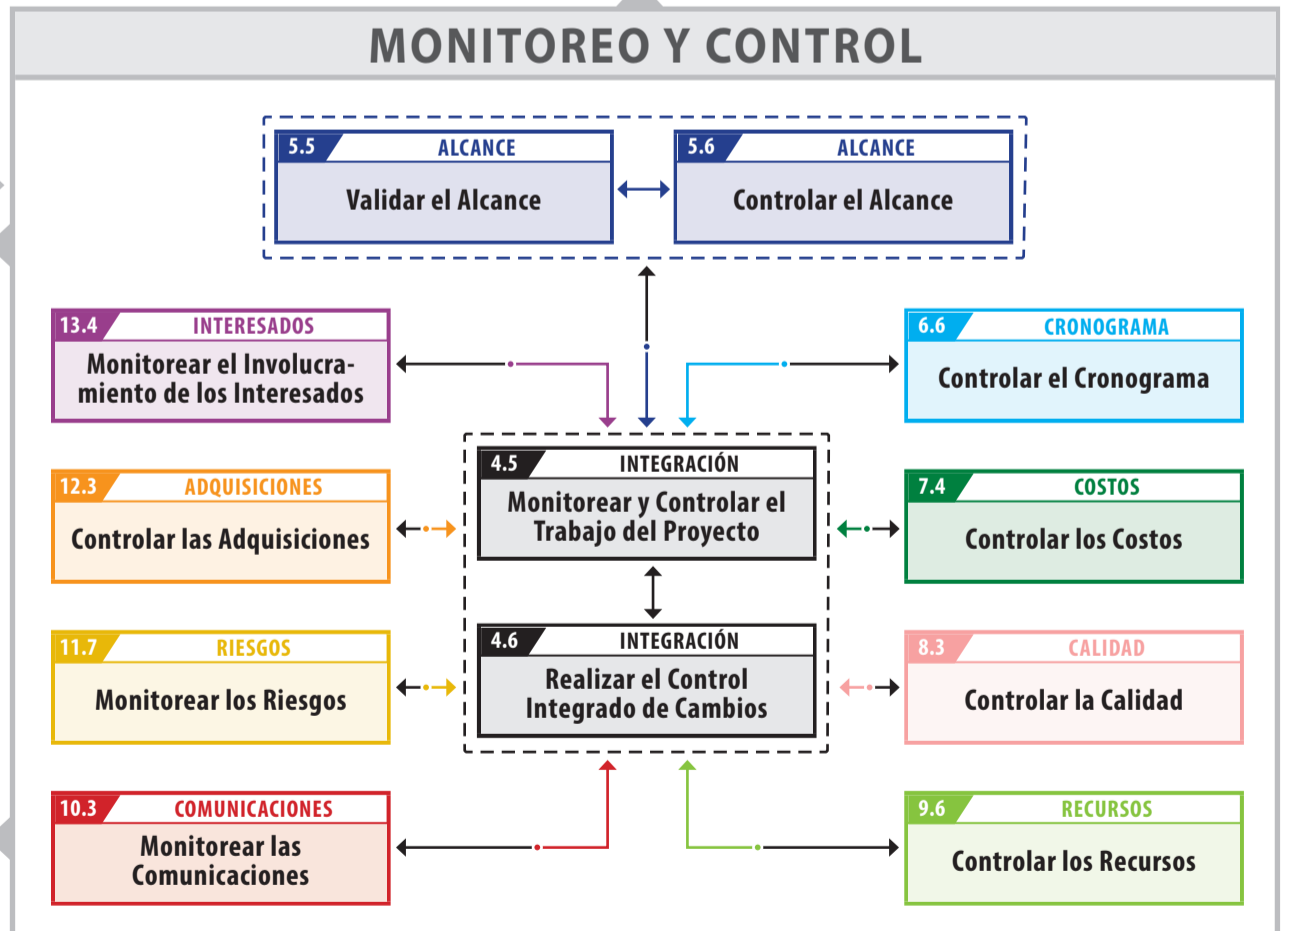 MONITOREO Y CONTROL
5.5 ALCANCE
Validar el Alcance
5.6 ALCANCE
Controlar el Alcance
13.4 INTERESADOS
Monitorear el Involucra-
miento de los Interesados
6.6 CRONOGRAMA
Controlar el Cronograma
4.5 INTEGRACIÓN
Monitorear y Controlar el
Trabajo del Proyecto
12.3 ADQUISICIONES
Controlar las Adquisiciones
7.4 COSTOS
Controlar los Costos
4.6 INTEGRACIÓN
Realizar el Control
Integrado de Cambios
11.7 RIESGOS
Monitorear los Riesgos
8.3 CALIDAD
Controlar la Calidad
10.3 COMUNICACIONES
Monitorear las
Comunicaciones
9.6 RECURSOS
Controlar los Recursos